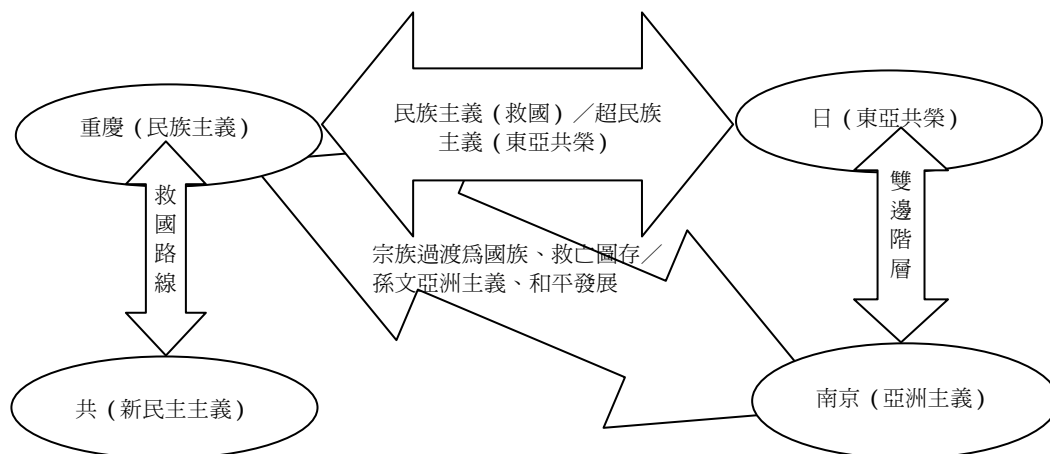 民族主義(救國)／超民族
主義(東亞共榮)
重慶(民族主義)
日(東亞共榮)
救國路線
雙邊階層
宗族過渡爲國族、救亡圖存／
孫文亞洲主義、和平發展
共(新民主主義)
南京(亞洲主義)